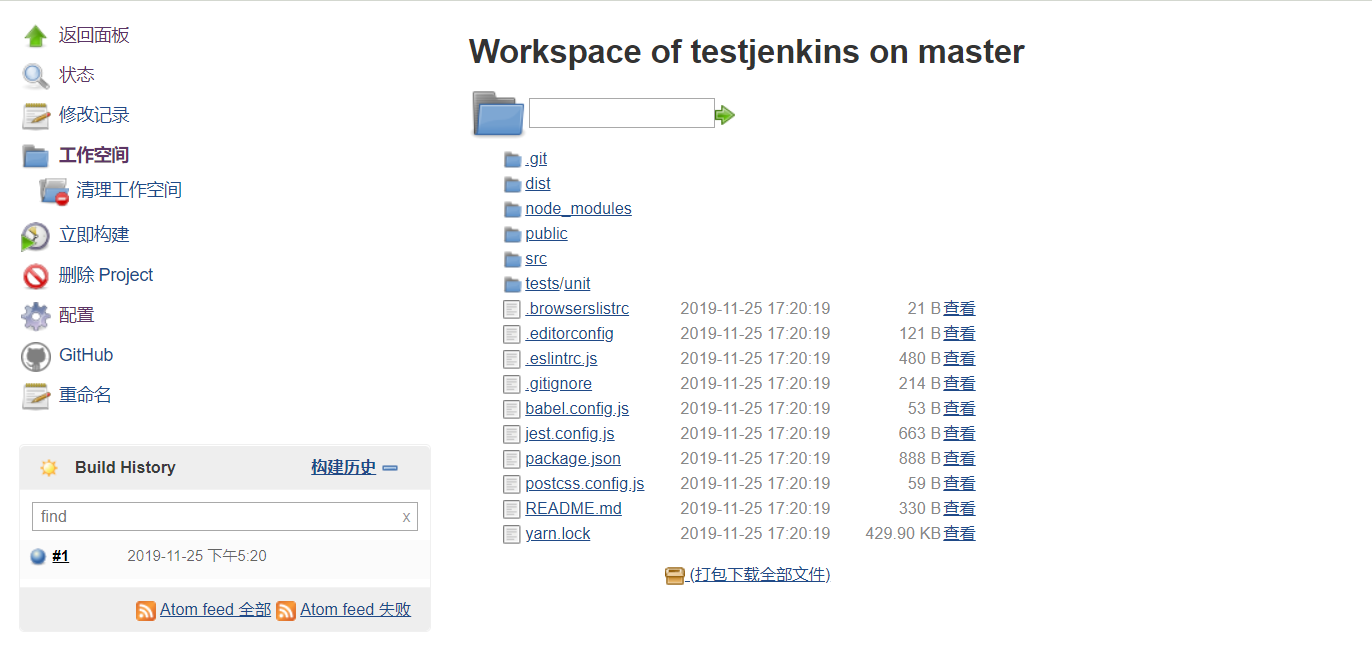 返回面板
状态
修改记录
工作空间
清理工作空间
立即构建
删除 Project
配置
GitHub
重命名
Build History 构建历史
find x
#1 2019-11-25 下午5:20
Atom feed 全部 Atom feed 失败
Workspace of testjenkins on master
.git
dist
node_modules
public
src
tests/unit
.browserslistrc 2019-11-25 17:20:19 21 B 查看
.editorconfig 2019-11-25 17:20:19 121 B 查看
.eslintrc.js 2019-11-25 17:20:19 480 B 查看
.gitignore 2019-11-25 17:20:19 214 B 查看
babel.config.js 2019-11-25 17:20:19 53 B 查看
jest.config.js 2019-11-25 17:20:19 663 B 查看
package.json 2019-11-25 17:20:19 888 B 查看
postcss.config.js 2019-11-25 17:20:19 59 B 查看
README.md 2019-11-25 17:20:19 330 B 查看
yarn.lock 2019-11-25 17:20:19 429.90 KB 查看
(打包下载全部文件)